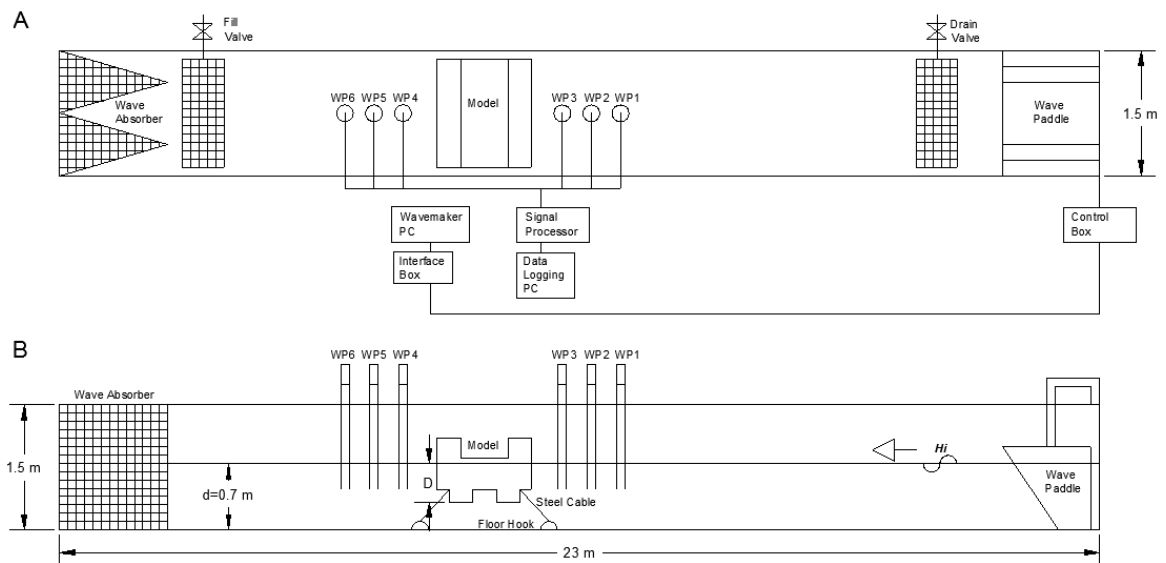 A
Fill
Valve
Drain
Valve
WP6 WP5 WP4
Model
WP3 WP2 WP1
Wave
Absorber
Wave
Paddle
1.5 m
Wavemaker
PC
Signal
Processor
Control
Box
Interface
Box
Data
Logging
PC
B
WP6 WP5 WP4
WP3 WP2 WP1
Wave Absorber
Model
Hi
1.5 m
d=0.7 m
D
Steel Cable
Wave
Paddle
Floor Hook
23 m